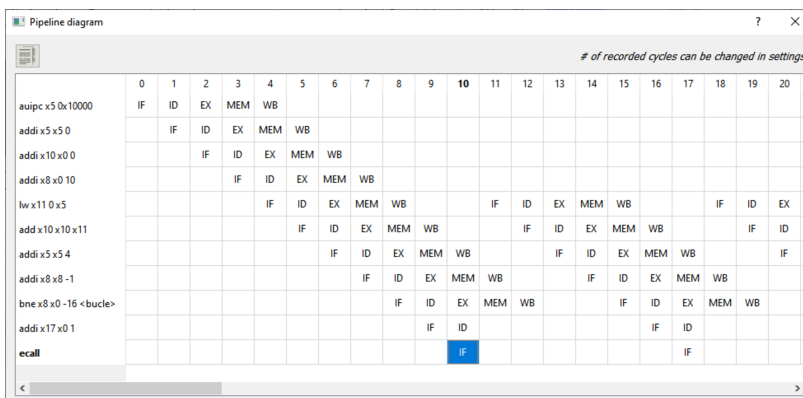 Pipeline diagram ? ×
# of recorded cycles can be changed in settings
0 1 2 3 4 5 6 7 8 9 10 11 12 13 14 15 16 17 18 19 20
auipc x5 0x10000 IF ID EX MEM WB
addi x5 x5 0 IF ID EX MEM WB
addi x10 x0 0 IF ID EX MEM WB
addi x8 x0 10 IF ID EX MEM WB
lw x11 0 x5 IF ID EX MEM WB IF ID EX MEM WB IF ID EX
add x10 x10 x11 IF ID EX MEM WB IF ID EX MEM WB IF ID
addi x5 x5 4 IF ID EX MEM WB IF ID EX MEM WB IF
addi x8 x8 -1 IF ID EX MEM WB IF ID EX MEM WB
bne x8 x0 -16 <bucle> IF ID EX MEM WB IF ID EX MEM WB
addi x17 x0 1 IF ID IF ID
ecall IF IF